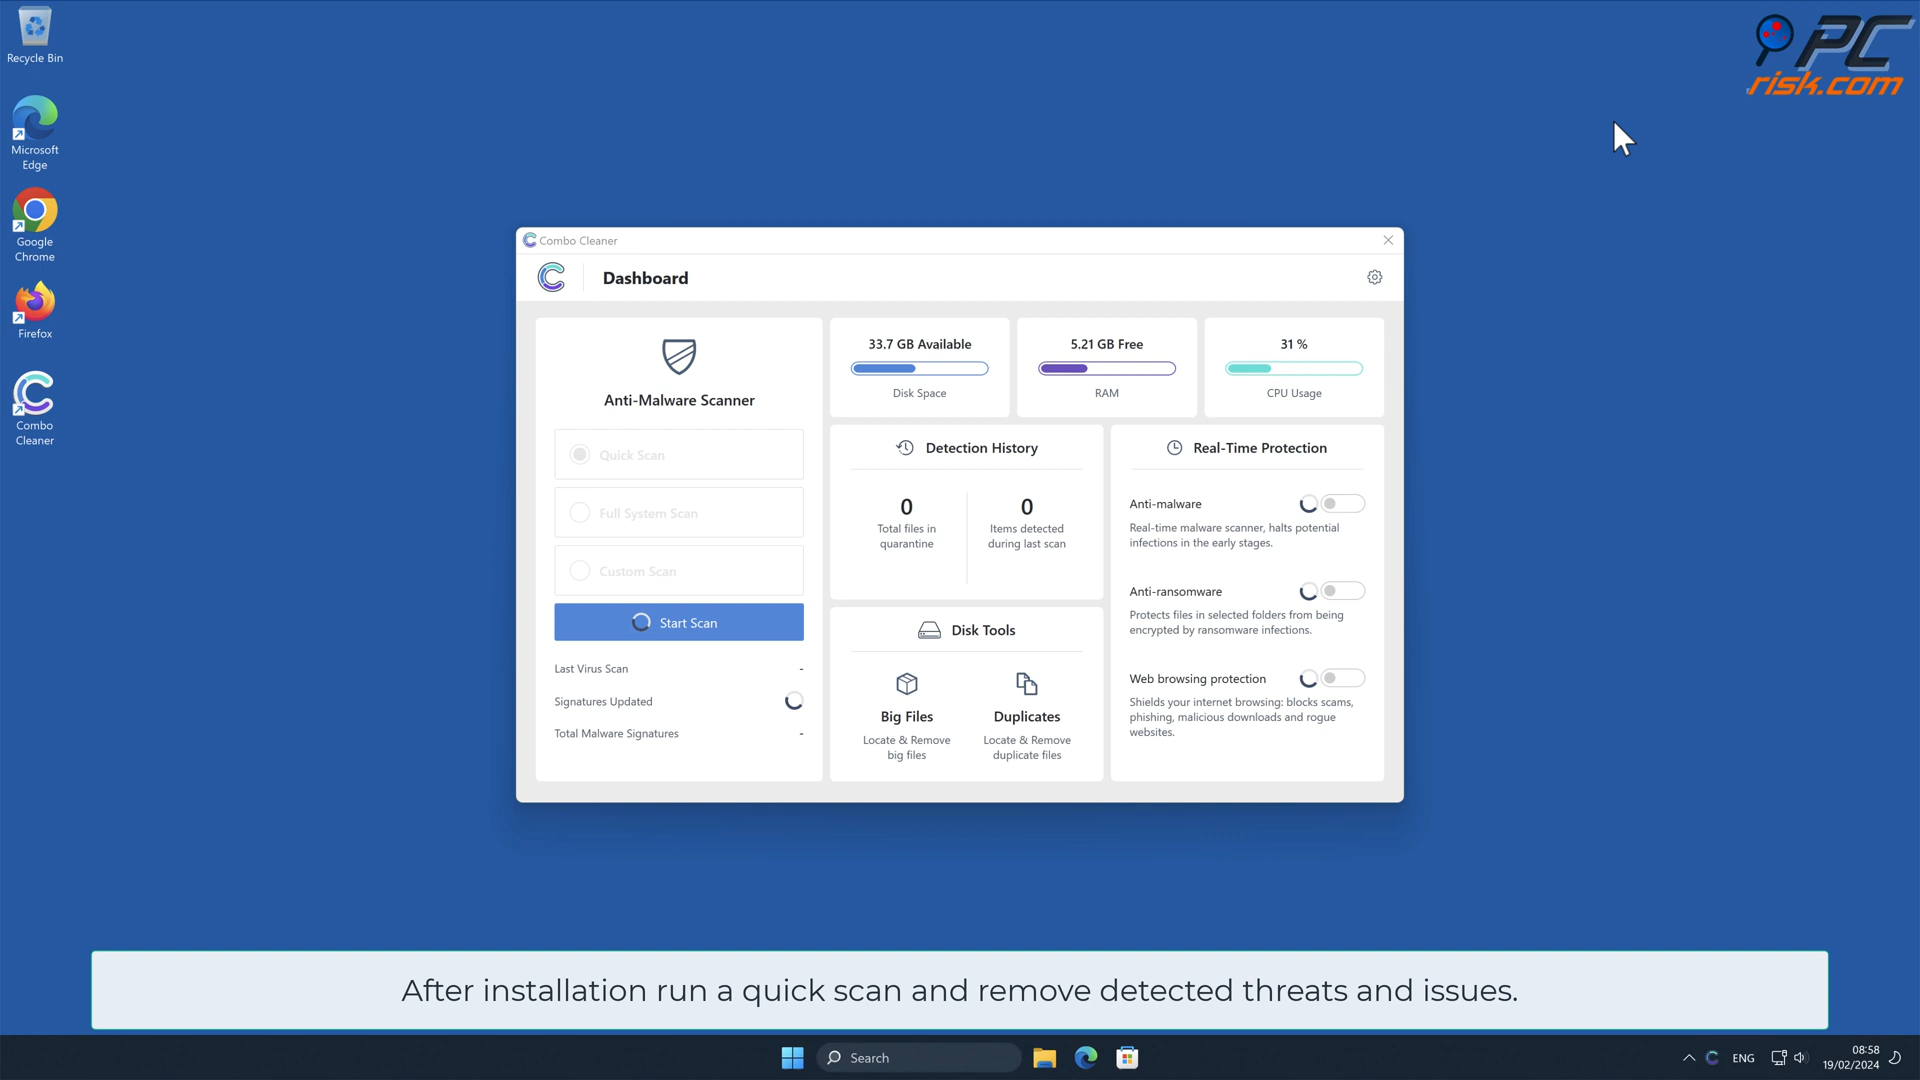 Recycle Bin
Microsoft
Edge
Google
Chrome
Firefox
Combo
Cleaner
PC
risk.com
Combo Cleaner
Dashboard
Anti-Malware Scanner
Quick Scan
Full System Scan
Custom Scan
Start Scan
Last Virus Scan -
Signatures Updated
Total Malware Signatures -
33.7 GB Available
Disk Space
5.21 GB Free
RAM
31 %
CPU Usage
Detection History
0
Total files in
quarantine
0
Items detected
during last scan
Disk Tools
Big Files
Locate & Remove
big files
Duplicates
Locate & Remove
duplicate files
Real-Time Protection
Anti-malware
Real-time malware scanner, halts potential
infections in the early stages.
Anti-ransomware
Protects files in selected folders from being
encrypted by ransomware infections.
Web browsing protection
Shields your internet browsing: blocks scams,
phishing, malicious downloads and rogue
websites.
After installation run a quick scan and remove detected threats and issues.
Search
ENG
08:58
19/02/2024